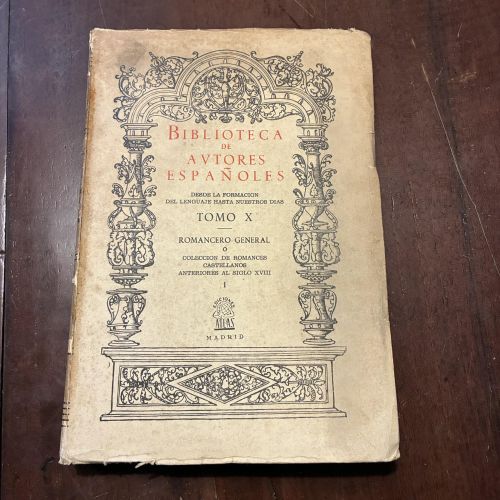 BIBLIOTECA
DE
AVTORES
ESPAÑOLES
DESDE LA FORMACION
DEL LENGUAJE HASTA NUESTROS DIAS
TOMO X
ROMANCERO GENERAL
Ó
COLECCION DE ROMANCES
CASTELLANOS
ANTERIORES AL SIGLO XVIII
I
EDICIONES
ATLAS
MADRID